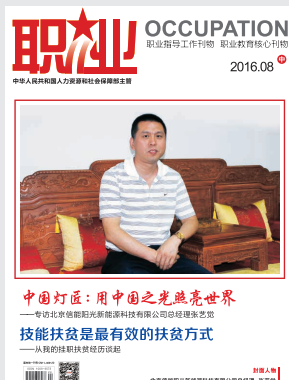 职业
OCCUPATION
职业指导工作刊物 职业教育核心刊物
中华人民共和国人力资源和社会保障部主管
2016.08 中
中国灯匠：用中国之光照亮世界
——专访北京信能阳光新能源科技有限公司总经理张艺觉
技能扶贫是最有效的扶贫方式
——从我的挂职扶贫经历谈起
封面人物